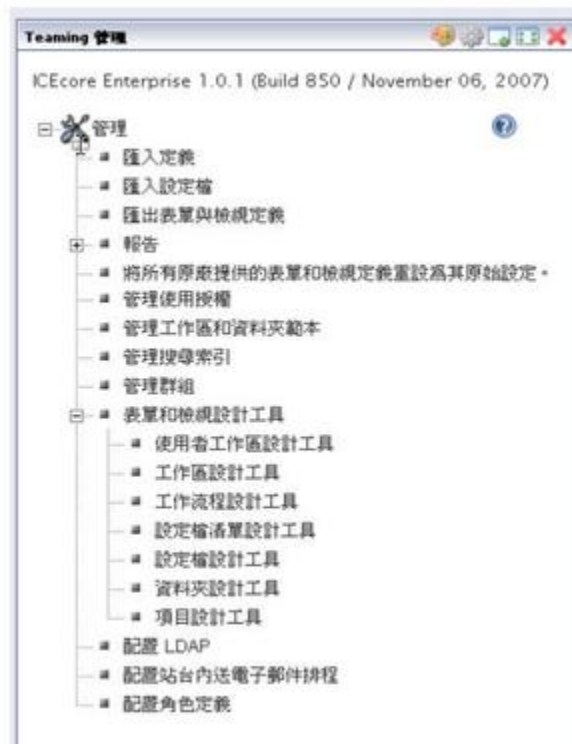 Teaming 管理
ICEcore Enterprise 1.0.1 (Build 850 / November 06, 2007)
管理
匯入定義
匯入設定檔
匯出表單與檢視定義
報告
將所有原廠提供的表單和檢視定義重設為其原始設定。
管理使用授權
管理工作區和資料夾範本
管理搜尋索引
管理群組
表單和檢視設計工具
使用者工作區設計工具
工作區設計工具
工作流程設計工具
設定檔清單設計工具
設定檔設計工具
資料夾設計工具
項目設計工具
配置 LDAP
配置站台內送電子郵件排程
配置角色定義